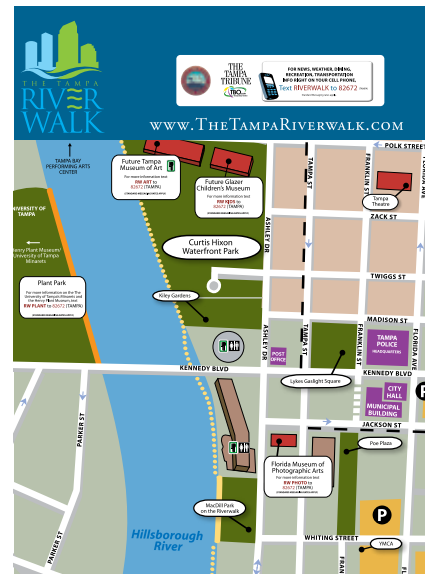 THE TAMPA
RIVER
WALK
THE
TAMPA
TRIBUNE
TBO
FOR NEWS, WEATHER, DINING,
RECREATION, TRANSPORTATION
INFO RIGHT ON YOUR CELL PHONE.
Text RIVERWALK to 82672
www.TheTampaRiverwalk.com
TAMPA BAY
PERFORMING ARTS
CENTER
Future Tampa
Museum of Art
For more information text
RW ART to
82672 (TAMPA)
Future Glazer
Children's Museum
For more information text
RW KIDS to
82672 (TAMPA)
POLK STREET
TAMPA ST
FRANKLIN ST
FLORIDA AVE
Tampa
Theatre
UNIVERSITY OF
TAMPA
ZACK ST
ASHLEY DR
Curtis Hixon
Waterfront Park
Henry Plant Museum/
University of Tampa
Minarets
TWIGGS ST
Plant Park
For more information on the The
University of Tampa's Minarets and
the Henry Plant Museum, text
RW PLANT to 82672 (TAMPA)
Kiley Gardens
MADISON ST
ASHLEY DR
TAMPA ST
FRANKLIN ST
FLORIDA AVE
TAMPA
POLICE
HEADQUARTERS
POST
OFFICE
KENNEDY BLVD
KENNEDY BLVD
Lykes Gaslight Square
CITY
HALL
MUNICIPAL
BUILDING
P
PARKER ST
JACKSON ST
Poe Plaza
Florida Museum of
Photographic Arts
For more information text
RW PHOTO to
82672 (TAMPA)
MacDill Park
on the Riverwalk
P
Hillsborough
River
PARKER ST
WHITING STREET
YMCA